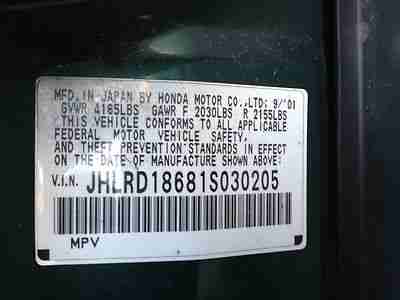 MFD.IN JAPAN BY HONDA MOTOR CO.,LTD; 9/'01
GVWR 4165LBS GAWR F 2030LBS R 2155LBS
THIS VEHICLE CONFORMS TO ALL APPLICABLE
FEDERAL MOTOR VEHICLE SAFETY,
AND THEFT PREVENTION STANDARDS IN EFFECT
ON THE DATE OF MANUFACTURE SHOWN ABOVE:
V.I.N. JHLRD18681S030205
MPV